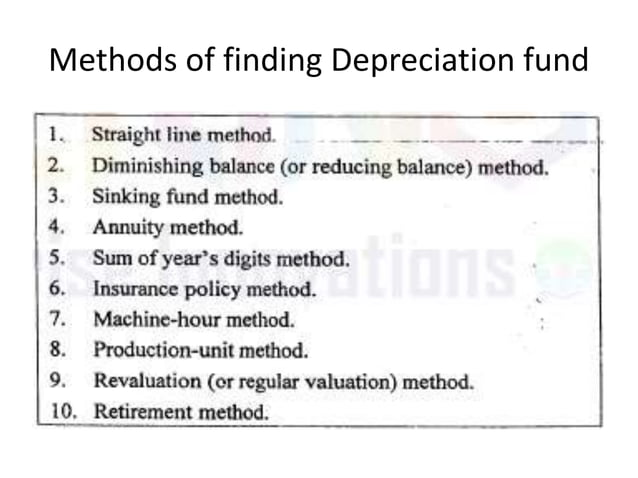 Methods of finding Depreciation fund
1. Straight line method.
2. Diminishing balance (or reducing balance) method.
3. Sinking fund method.
4. Annuity method.
5. Sum of year's digits method.
6. Insurance policy method.
7. Machine-hour method.
8. Production-unit method.
9. Revaluation (or regular valuation) method.
10. Retirement method.